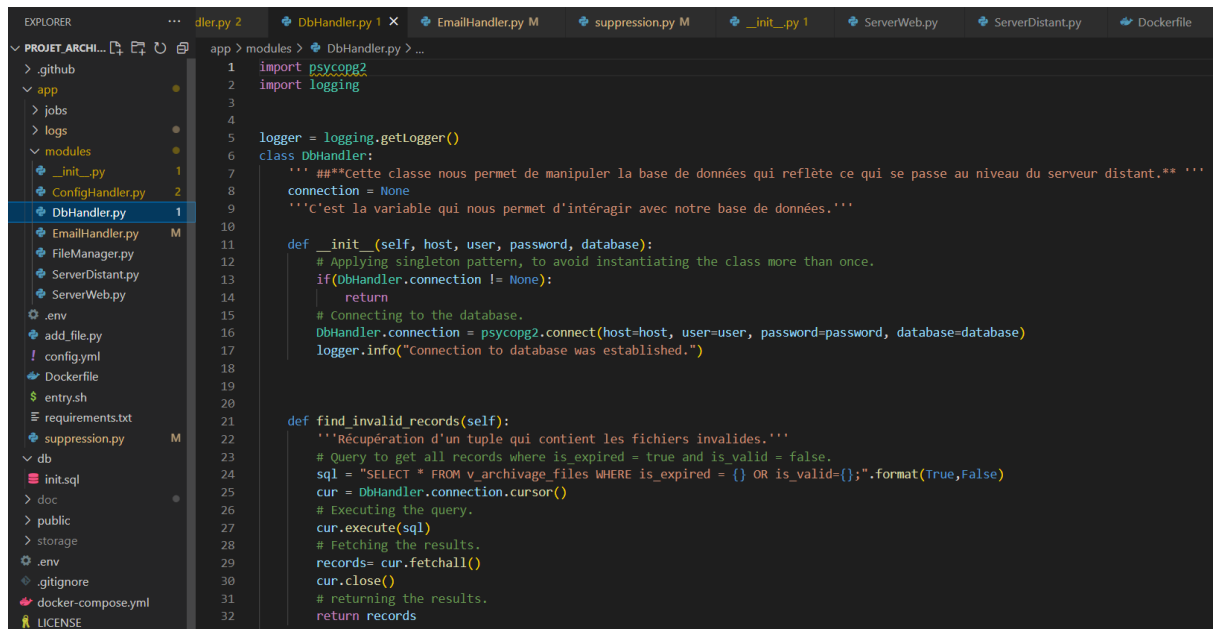 EXPLORER
···
dler.py 2
DbHandler.py 1
EmailHandler.py M
suppression.py M
__init__.py 1
ServerWeb.py
ServerDistant.py
Dockerfile
PROJET_ARCHI...
app > modules > DbHandler.py > ...
.github
app
jobs
logs
modules
__init__.py 1
ConfigHandler.py 2
DbHandler.py 1
EmailHandler.py M
FileManager.py
ServerDistant.py
ServerWeb.py
.env
add_file.py
config.yml
Dockerfile
entry.sh
requirements.txt
suppression.py M
db
init.sql
doc
public
storage
.env
.gitignore
docker-compose.yml
LICENSE
1 import psycopg2
2 import logging
3
4
5 logger = logging.getLogger()
6 class DbHandler:
7 ''' ##**Cette classe nous permet de manipuler la base de données qui reflète ce qui se passe au niveau du serveur distant.** '''
8 connection = None
9 '''C'est la variable qui nous permet d'intéragir avec notre base de données.'''
10
11 def __init__(self, host, user, password, database):
12 # Applying singleton pattern, to avoid instantiating the class more than once.
13 if(DbHandler.connection != None):
14 return
15 # Connecting to the database.
16 DbHandler.connection = psycopg2.connect(host=host, user=user, password=password, database=database)
17 logger.info("Connection to database was established.")
18
19
20
21 def find_invalid_records(self):
22 '''Récupération d'un tuple qui contient les fichiers invalides.'''
23 # Query to get all records where is_expired = true and is_valid = false.
24 sql = "SELECT * FROM v_archivage_files WHERE is_expired = {} OR is_valid={};".format(True,False)
25 cur = DbHandler.connection.cursor()
26 # Executing the query.
27 cur.execute(sql)
28 # Fetching the results.
29 records= cur.fetchall()
30 cur.close()
31 # returning the results.
32 return records